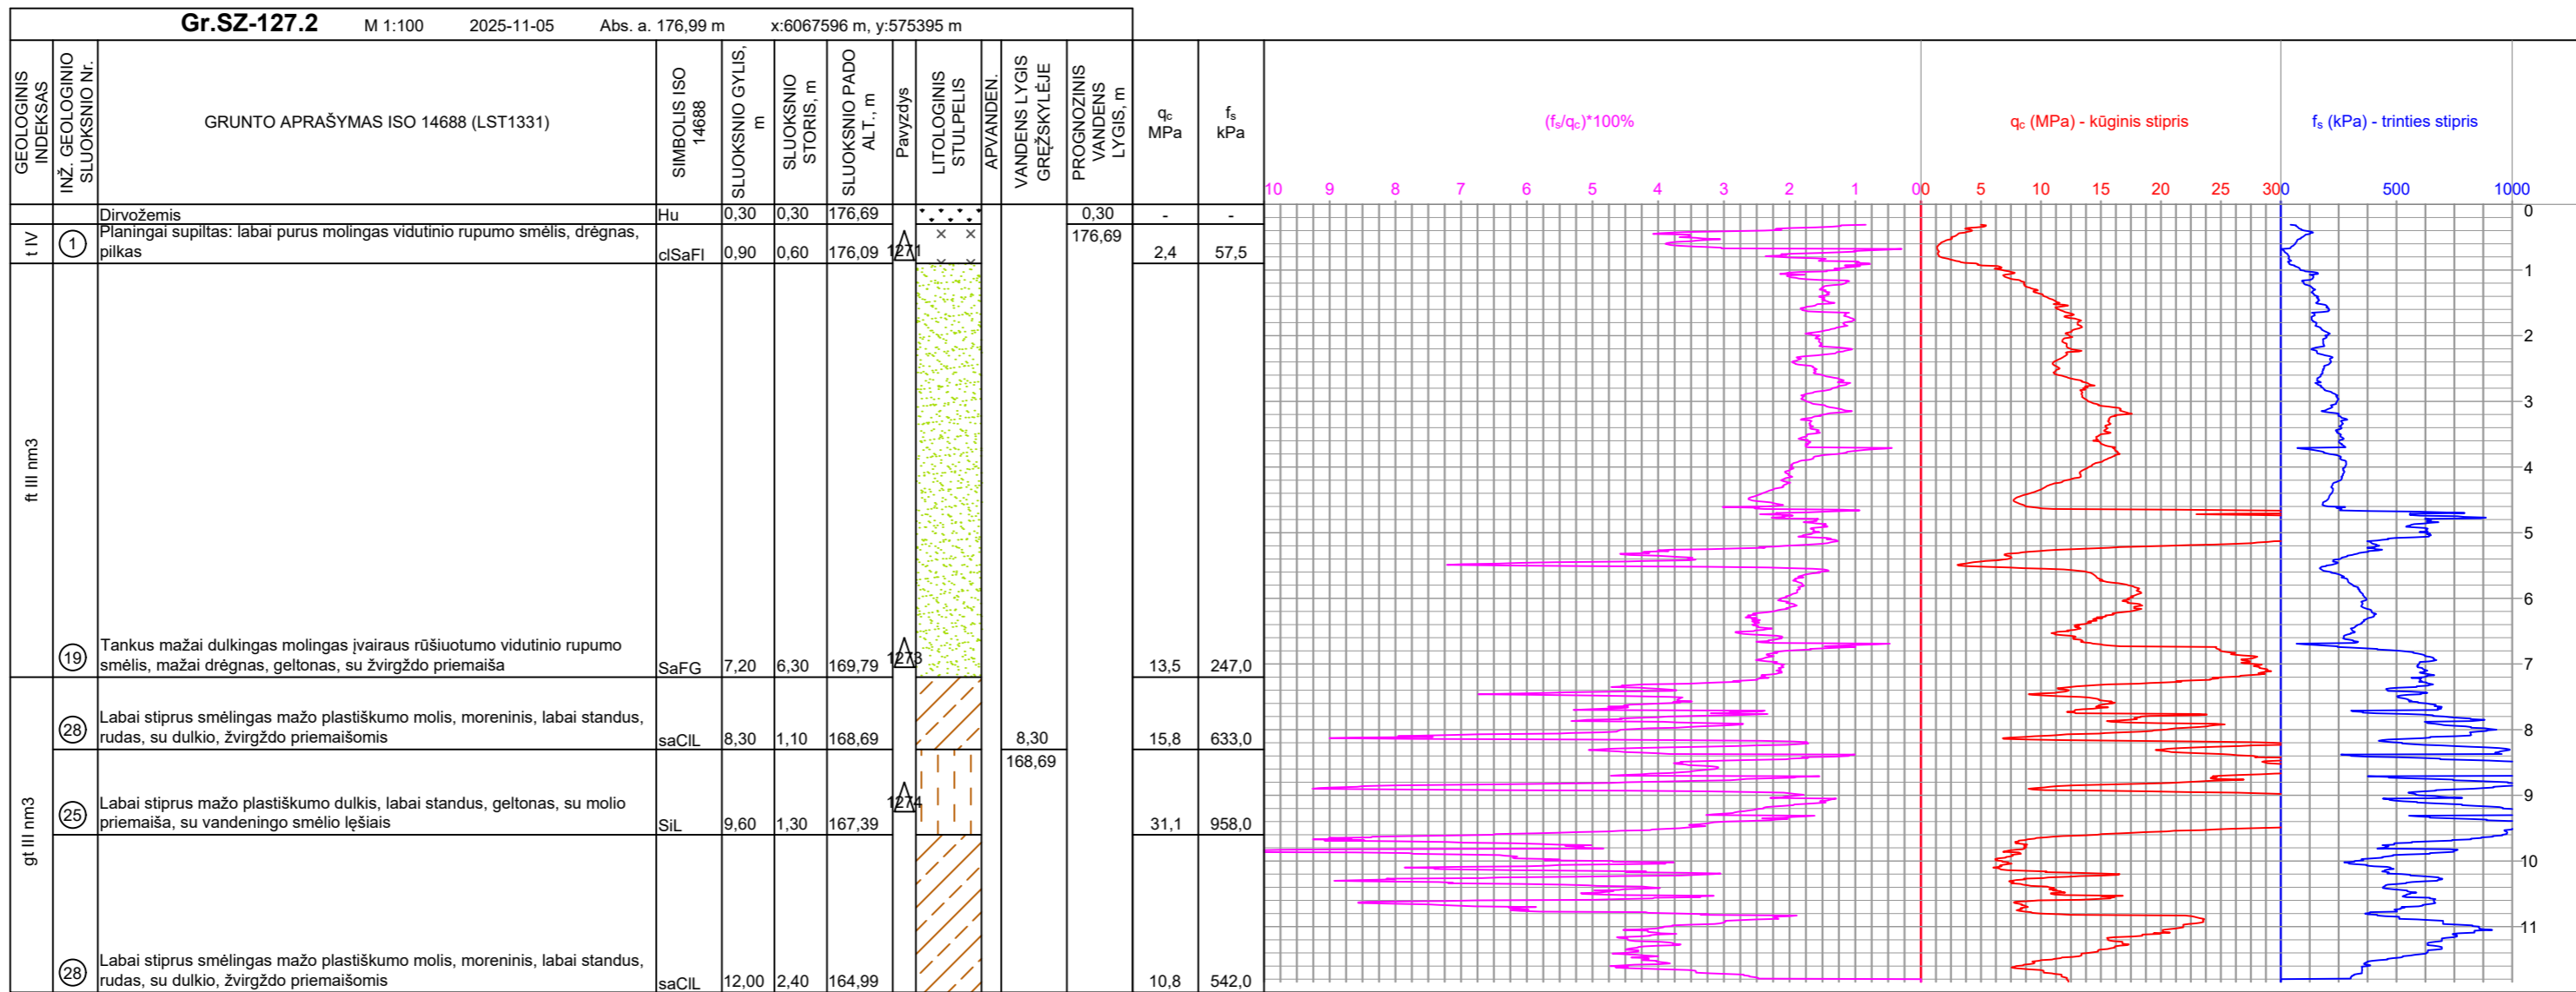 Gr.SZ-127.2 M 1:100 2025-11-05 Abs. a. 176,99 m x:6067596 m, y:575395 m
GEOLOGINIS
INDEKSAS
INŽ. GEOLOGINIO
SLUOKSNIO Nr.
GRUNTO APRAŠYMAS ISO 14688 (LST1331)
SIMBOLIS ISO
14688
SLUOKSNIO GYLIS,
m
SLUOKSNIO
STORIS, m
SLUOKSNIO PADO
ALT., m
Pavyzdys
LITOLOGINIS
STULPELIS
APVANDEN.
VANDENS LYGIS
GRĘŽSKYLĖJE
PROGNOZINIS
VANDENS
LYGIS, m
qc
MPa
fs
kPa
(fs/qc)*100%
qc (MPa) - kūginis stipris
fs (kPa) - trinties stipris
10 9 8 7 6 5 4 3 2 1 0
0 5 10 15 20 25 30
0 500 1000
Dirvožemis Hu 0,30 0,30 176,69 0,30 - -
176,69
t IV
1
Planingai supiltas: labai purus molingas vidutinio rupumo smėlis, drėgnas,
pilkas clSaFl 0,90 0,60 176,09 1271 2,4 57,5
ft III nm3
19
Tankus mažai dulkingas molingas įvairaus rūšiuotumo vidutinio rupumo
smėlis, mažai drėgnas, geltonas, su žvirgždo priemaiša SaFG 7,20 6,30 169,79 1273 13,5 247,0
gt III nm3
28
Labai stiprus smėlingas mažo plastiškumo molis, moreninis, labai standus,
rudas, su dulkio, žvirgždo priemaišomis saClL 8,30 1,10 168,69 8,30 15,8 633,0
168,69
25
Labai stiprus mažo plastiškumo dulkis, labai standus, geltonas, su molio
priemaiša, su vandeningo smėlio lęšiais SiL 9,60 1,30 167,39 1274 31,1 958,0
28
Labai stiprus smėlingas mažo plastiškumo molis, moreninis, labai standus,
rudas, su dulkio, žvirgždo priemaišomis saClL 12,00 2,40 164,99 10,8 542,0
0
1
2
3
4
5
6
7
8
9
10
11